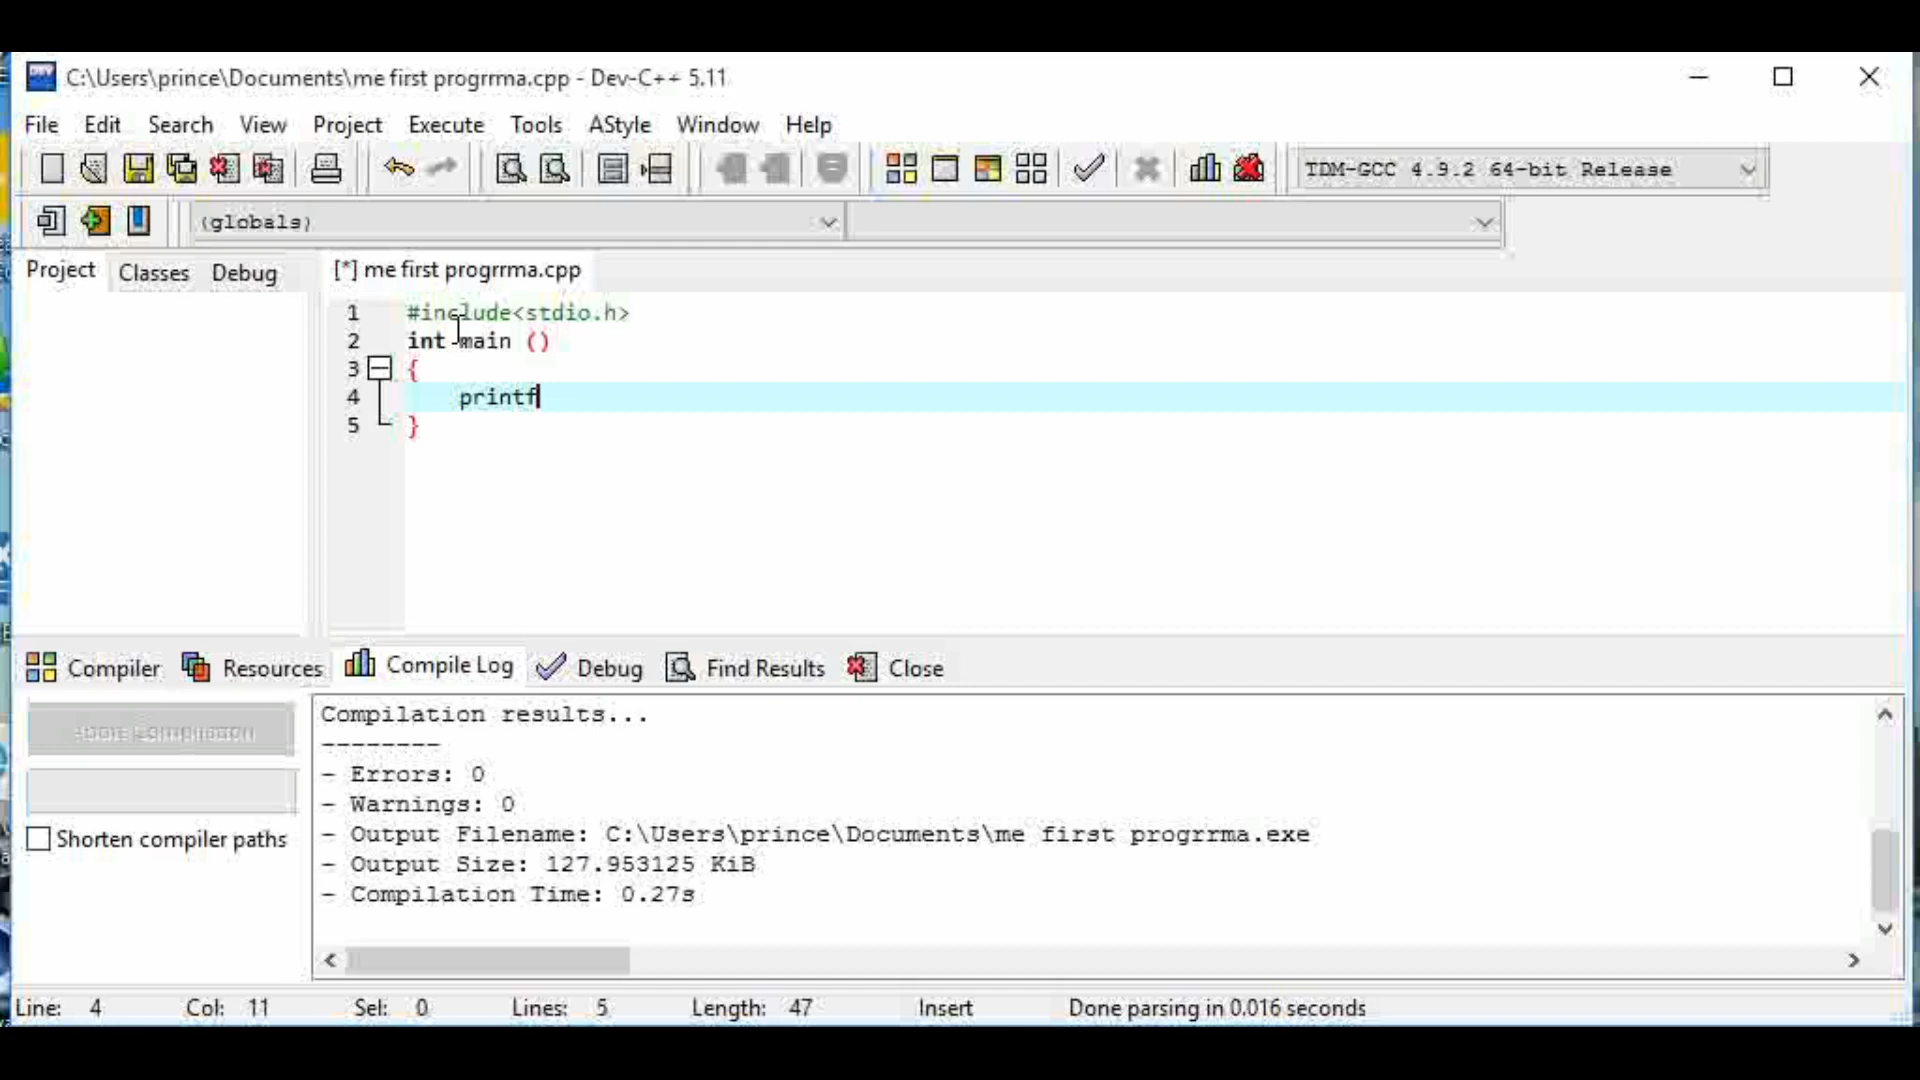 C:\Users\prince\Documents\me first progrrma.cpp - Dev-C++ 5.11
File Edit Search View Project Execute Tools AStyle Window Help
TDM-GCC 4.9.2 64-bit Release
(globals)
Project Classes Debug
[*] me first progrrma.cpp
1 #include<stdio.h>
2 int main ()
3 {
4 printf
5 }
Compiler Resources Compile Log Debug Find Results Close
Compilation results...
--------
- Errors: 0
- Warnings: 0
- Output Filename: C:\Users\prince\Documents\me first progrrma.exe
- Output Size: 127.953125 KiB
- Compilation Time: 0.27s
Shorten compiler paths
Line: 4 Col: 11 Sel: 0 Lines: 5 Length: 47 Insert Done parsing in 0.016 seconds